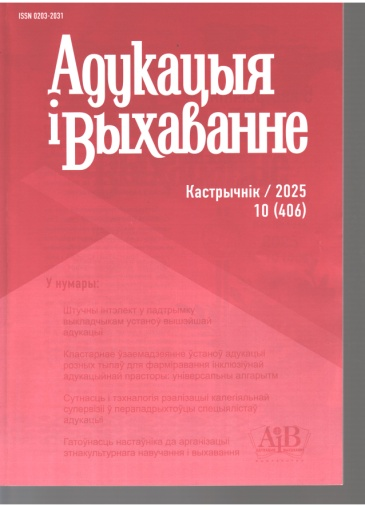 ISSN 0203-2031
Адукацыя
і Выхаванне
Кастрычнік / 2025
10 (406)
У нумары:
Штучны інтэлект у падтрымку
выкладчыкам устаноў вышэйшай
адукацыі
Кластарнае ўзаемадзеянне ўстаноў адукацыі
розных тыпаў для фарміравання інклюзіўнай
адукацыйнай прасторы: універсальны алгарытм
Сутнасць і тэхналогія рэалізацыі калегіяльнай
супервізіі ў перападрыхтоўцы спецыялістаў
адукацыі
Гатоўнасць настаўніка да арганізацыі
этнакультурнага навучання і выхавання
АіВ